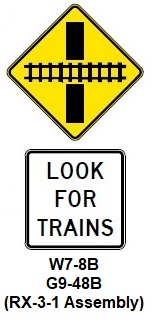 LOOK
FOR
TRAINS
W7-8B
G9-48B
(RX-3-1 Assembly)